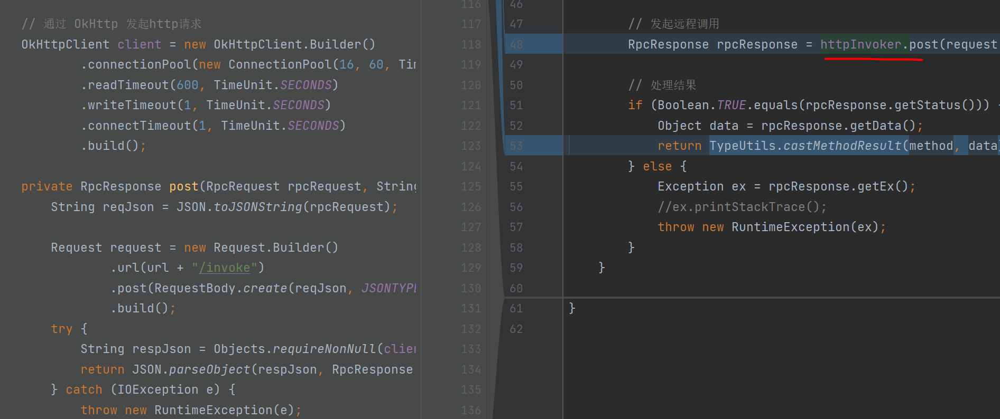 // 通过 OkHttp 发起http请求
OkHttpClient client = new OkHttpClient.Builder()
.connectionPool(new ConnectionPool(16, 60, Tim
.readTimeout(600, TimeUnit.SECONDS)
.writeTimeout(1, TimeUnit.SECONDS)
.connectTimeout(1, TimeUnit.SECONDS)
.build();
private RpcResponse post(RpcRequest rpcRequest, String
String reqJson = JSON.toJSONString(rpcRequest);
Request request = new Request.Builder()
.url(url + "/invoke")
.post(RequestBody.create(reqJson, JSONTYPE
.build();
try {
String respJson = Objects.requireNonNull(clien
return JSON.parseObject(respJson, RpcResponse
} catch (IOException e) {
throw new RuntimeException(e);
116
117
118
119
120
121
122
123
124
125
126
127
128
129
130
131
132
133
134
135
136
46
47 // 发起远程调用
48 RpcResponse rpcResponse = httpInvoker.post(request
49
50 // 处理结果
51 if (Boolean.TRUE.equals(rpcResponse.getStatus())) {
52 Object data = rpcResponse.getData();
53 return TypeUtils.castMethodResult(method, data)
54 } else {
55 Exception ex = rpcResponse.getEx();
56 //ex.printStackTrace();
57 throw new RuntimeException(ex);
58 }
59 }
60
61 }
62